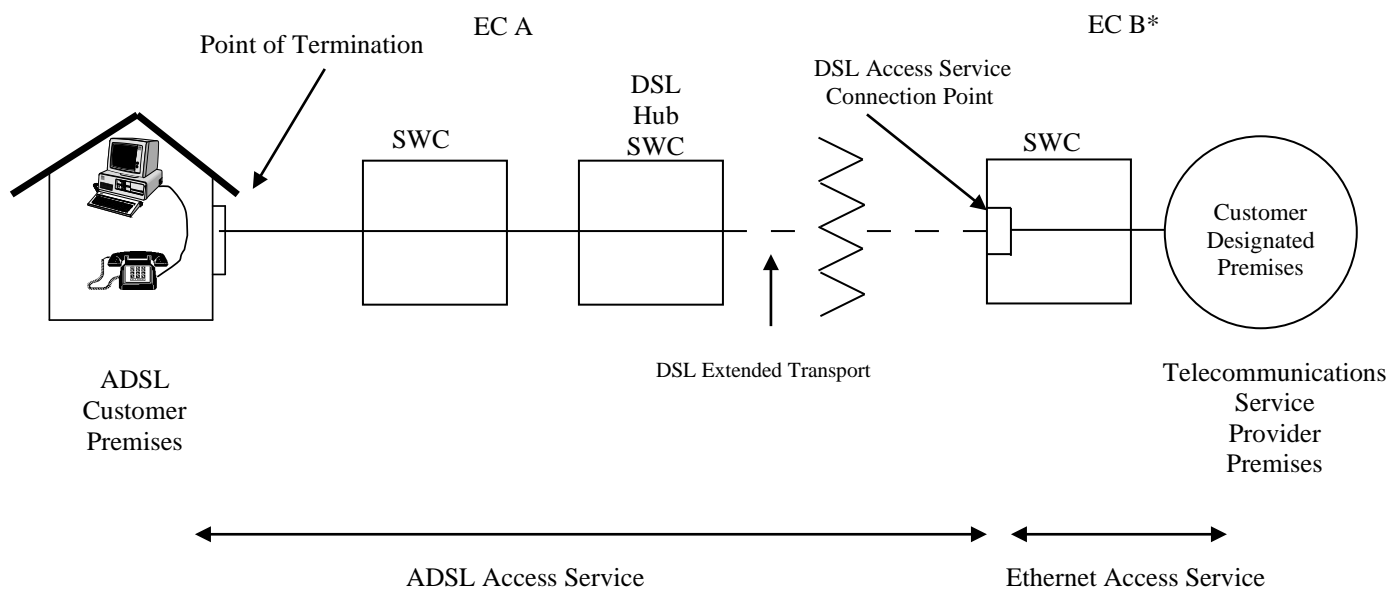 EC A
EC B*
Point of Termination
DSL Access Service
Connection Point
DSL
Hub
SWC
SWC
SWC
Customer
Designated
Premises
DSL Extended Transport
ADSL
Customer
Premises
Telecommunications
Service
Provider
Premises
ADSL Access Service
Ethernet Access Service